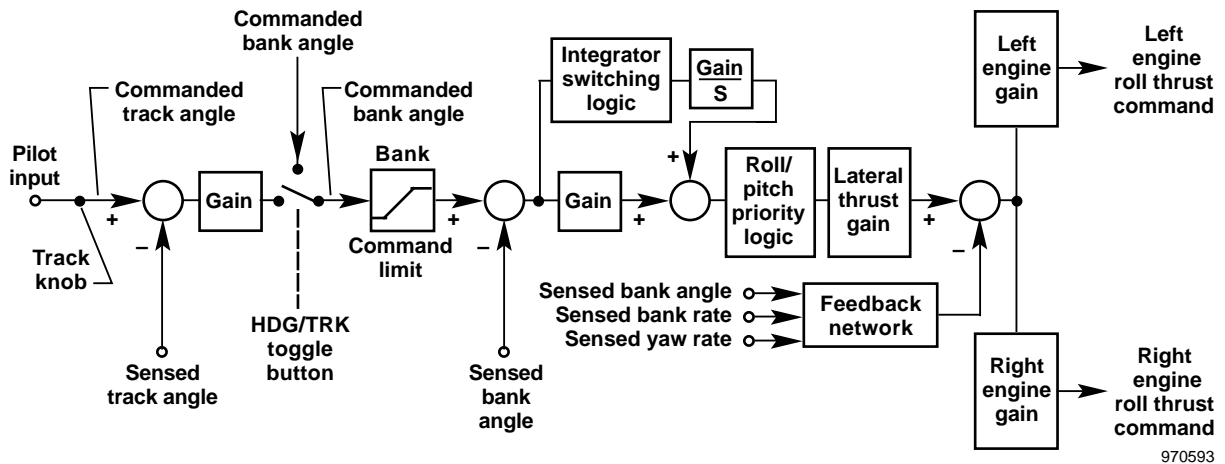 Commanded
bank angle
Commanded
track angle
Commanded
bank angle
Pilot
input
+
–
Track
knob
Sensed
track angle
Gain
HDG/TRK
toggle
button
Bank
Command
limit
+
–
Sensed
bank
angle
Integrator
switching
logic
Gain
S
Gain
+
+
Roll/
pitch
priority
logic
Lateral
thrust
gain
+
–
Sensed bank angle
Sensed bank rate
Sensed yaw rate
Feedback
network
Left
engine
gain
Left
engine
roll thrust
command
Right
engine
gain
Right
engine
roll thrust
command
970593